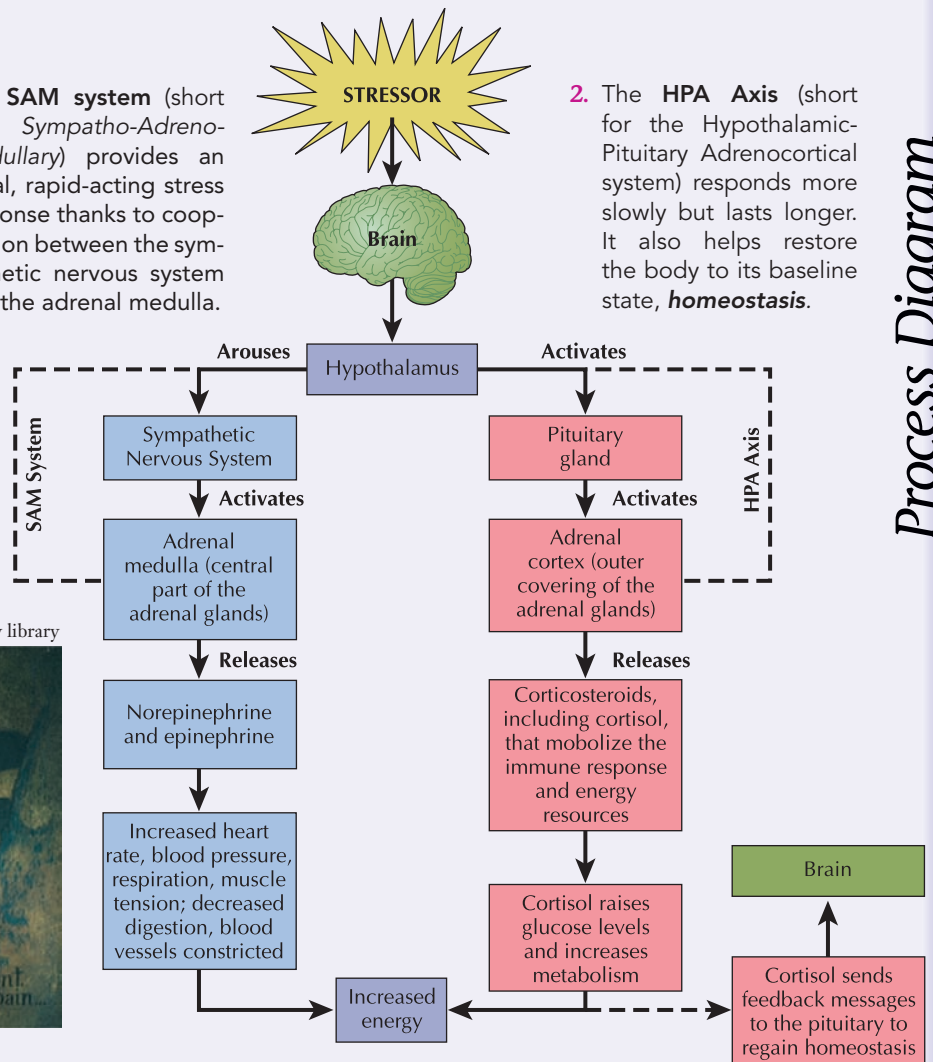 SAM system (short
Sympatho-Adreno-
dullary) provides an
al, rapid-acting stress
onse thanks to coop-
on between the sym-
etic nervous system
the adrenal medulla.
2. The HPA Axis (short
for the Hypothalamic-
Pituitary Adrenocortical
system) responds more
slowly but lasts longer.
It also helps restore
the body to its baseline
state, homeostasis.
Process Diagram
STRESSOR
Brain
Hypothalamus
Arouses
Activates
SAM System
HPA Axis
Sympathetic
Nervous System
Activates
Adrenal
medulla (central
part of the
adrenal glands)
Releases
Norepinephrine
and epinephrine
Increased heart
rate, blood pressure,
respiration, muscle
tension; decreased
digestion, blood
vessels constricted
Pituitary
gland
Activates
Adrenal
cortex (outer
covering of the
adrenal glands)
Releases
Corticosteroids,
including cortisol,
that mobolize the
immune response
and energy
resources
Cortisol raises
glucose levels
and increases
metabolism
Increased
energy
Brain
Cortisol sends
feedback messages
to the pituitary to
regain homeostasis
library